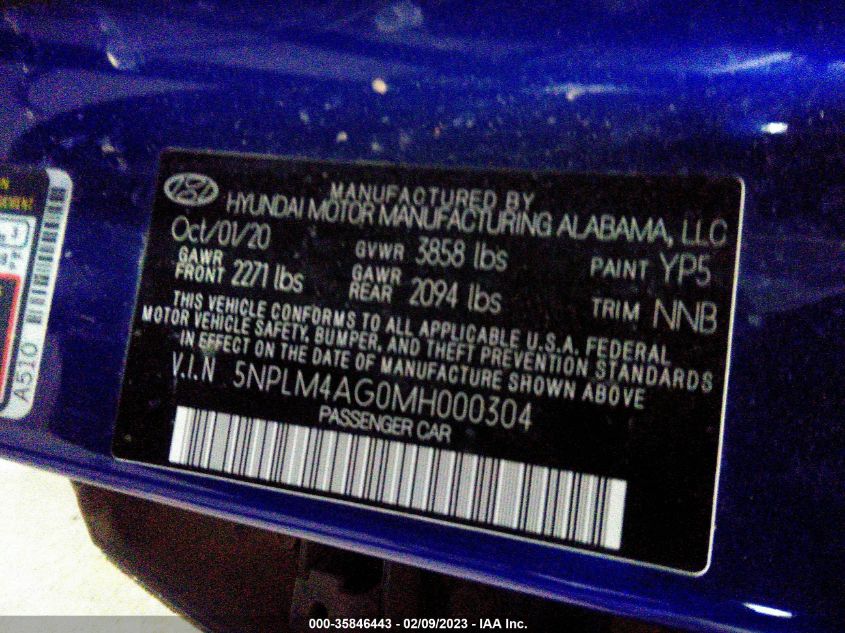 MANUFACTURED BY
HYUNDAI MOTOR MANUFACTURING ALABAMA, LLC
Oct/01/20 GVWR 3858 lbs PAINT YP5
GAWR FRONT 2271 lbs GAWR REAR 2094 lbs TRIM NNB
THIS VEHICLE CONFORMS TO ALL APPLICABLE U.S.A. FEDERAL
MOTOR VEHICLE SAFETY, BUMPER, AND THEFT PREVENTION STANDARDS
IN EFFECT ON THE DATE OF MANUFACTURE SHOWN ABOVE
V.I.N 5NPLM4AG0MH000304
PASSENGER CAR
A510
000-35846443 - 02/09/2023 - IAA Inc.